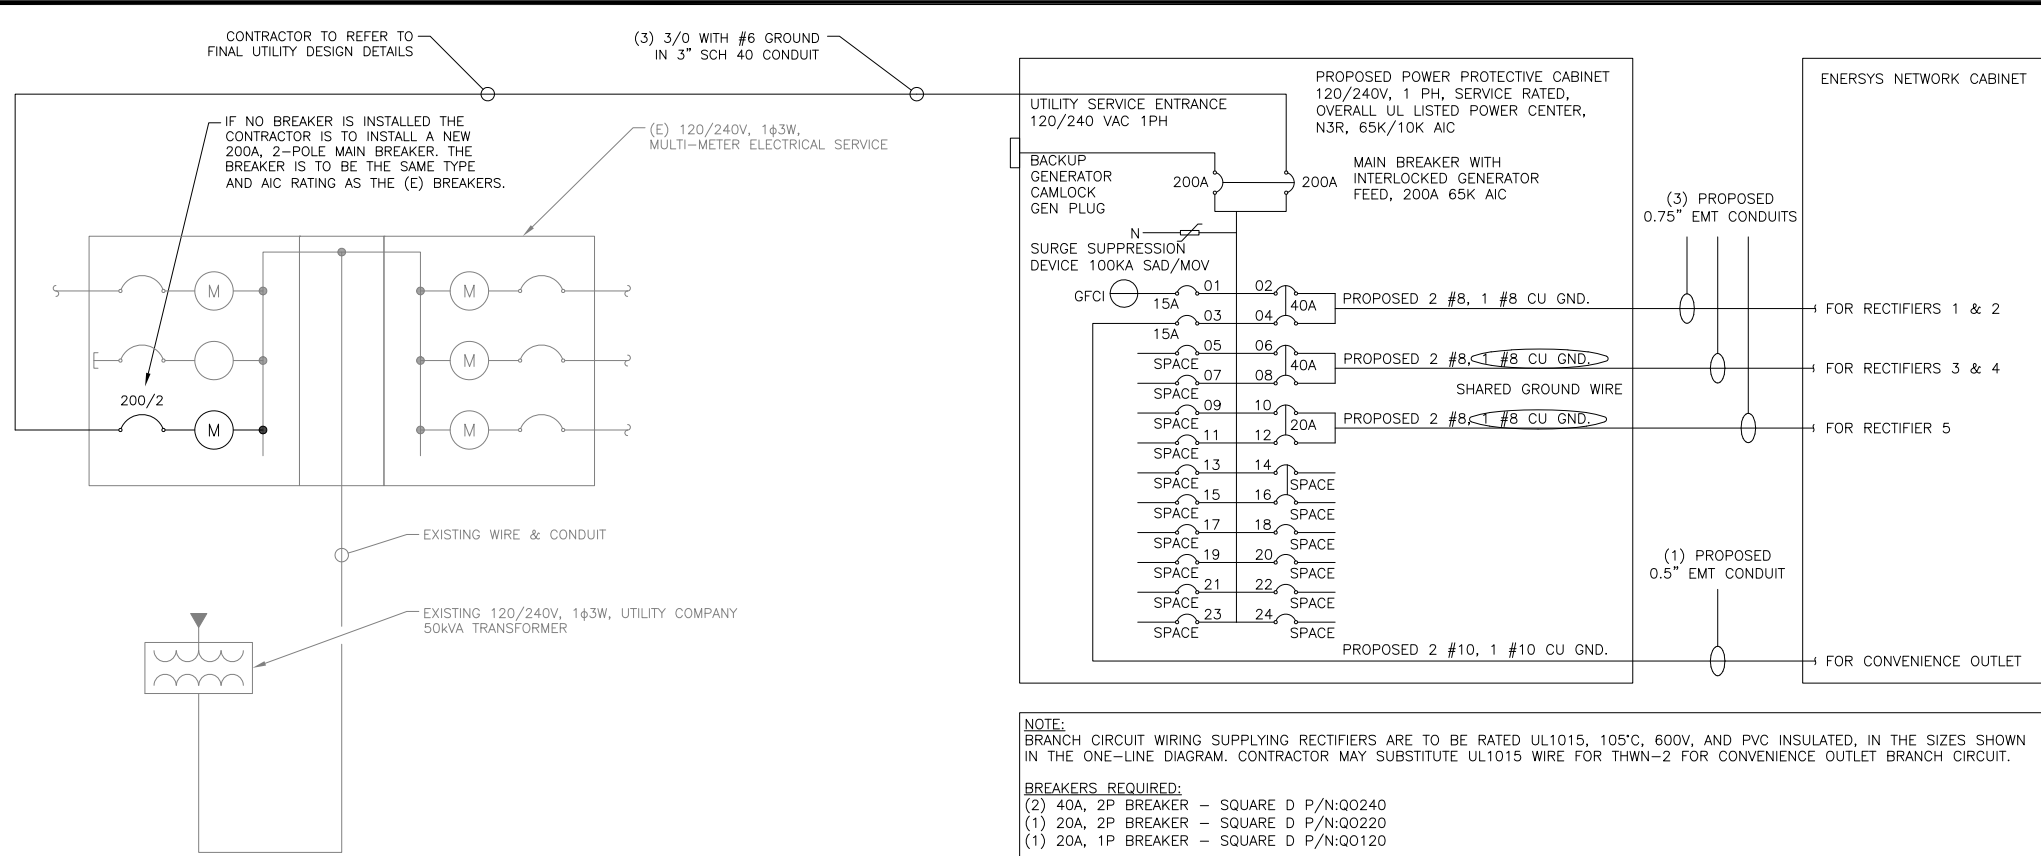 CONTRACTOR TO REFER TO
FINAL UTILITY DESIGN DETAILS
(3) 3/0 WITH #6 GROUND
IN 3" SCH 40 CONDUIT
IF NO BREAKER IS INSTALLED THE
CONTRACTOR IS TO INSTALL A NEW
200A, 2-POLE MAIN BREAKER. THE
BREAKER IS TO BE THE SAME TYPE
AND AIC RATING AS THE (E) BREAKERS.
(E) 120/240V, 1ϕ3W,
MULTI-METER ELECTRICAL SERVICE
M
M
M
200/2
M
M
EXISTING WIRE & CONDUIT
EXISTING 120/240V, 1ϕ3W, UTILITY COMPANY
50kVA TRANSFORMER
UTILITY SERVICE ENTRANCE
120/240 VAC 1PH
PROPOSED POWER PROTECTIVE CABINET
120/240V, 1 PH, SERVICE RATED,
OVERALL UL LISTED POWER CENTER,
N3R, 65K/10K AIC
BACKUP
GENERATOR
CAMLOCK
GEN PLUG
200A
200A
MAIN BREAKER WITH
INTERLOCKED GENERATOR
FEED, 200A 65K AIC
N
SURGE SUPPRESSION
DEVICE 100KA SAD/MOV
GFCI
15A 01 02 40A
15A 03 04
SPACE 05 06 40A
SPACE 07 08
SPACE 09 10 20A
SPACE 11 12
SPACE 13 14 SPACE
SPACE 15 16 SPACE
SPACE 17 18 SPACE
SPACE 19 20 SPACE
SPACE 21 22 SPACE
SPACE 23 24 SPACE
PROPOSED 2 #8, 1 #8 CU GND.
PROPOSED 2 #8, 1 #8 CU GND.
SHARED GROUND WIRE
PROPOSED 2 #8, 1 #8 CU GND.
PROPOSED 2 #10, 1 #10 CU GND.
(3) PROPOSED
0.75" EMT CONDUITS
(1) PROPOSED
0.5" EMT CONDUIT
ENERSYS NETWORK CABINET
FOR RECTIFIERS 1 & 2
FOR RECTIFIERS 3 & 4
FOR RECTIFIER 5
FOR CONVENIENCE OUTLET
NOTE:
BRANCH CIRCUIT WIRING SUPPLYING RECTIFIERS ARE TO BE RATED UL1015, 105°C, 600V, AND PVC INSULATED, IN THE SIZES SHOWN
IN THE ONE-LINE DIAGRAM. CONTRACTOR MAY SUBSTITUTE UL1015 WIRE FOR THWN-2 FOR CONVENIENCE OUTLET BRANCH CIRCUIT.
BREAKERS REQUIRED:
(2) 40A, 2P BREAKER - SQUARE D P/N:QO240
(1) 20A, 2P BREAKER - SQUARE D P/N:QO220
(1) 20A, 1P BREAKER - SQUARE D P/N:QO120